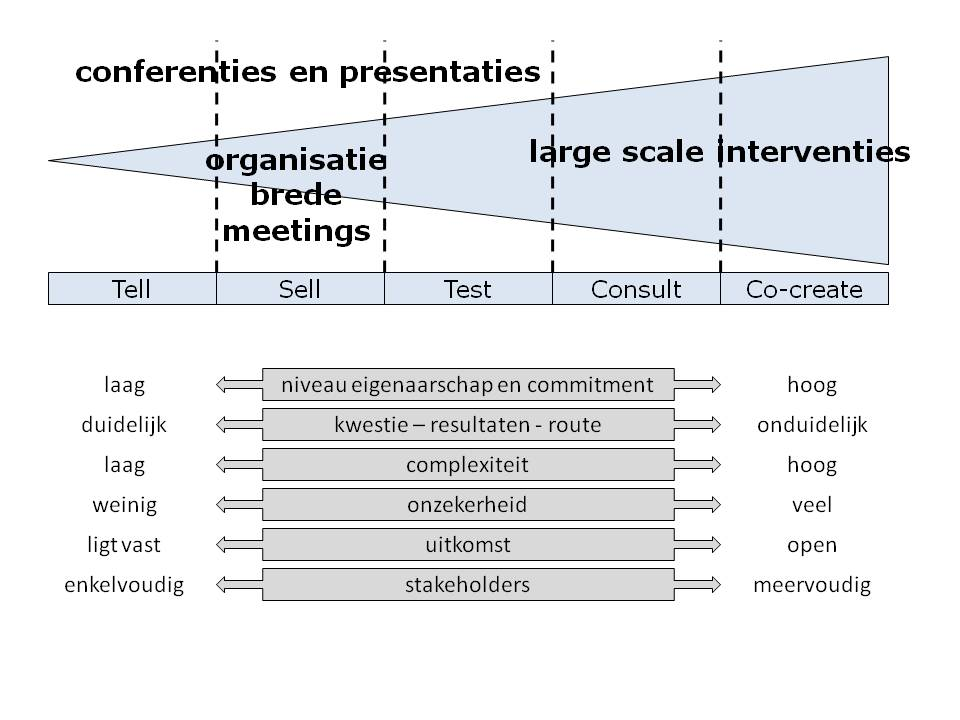 conferenties en presentaties
organisatie
brede
meetings
large scale interventies
Tell Sell Test Consult Co-create
laag niveau eigenaarschap en commitment hoog
duidelijk kwestie – resultaten - route onduidelijk
laag complexiteit hoog
weinig onzekerheid veel
ligt vast uitkomst open
enkelvoudig stakeholders meervoudig